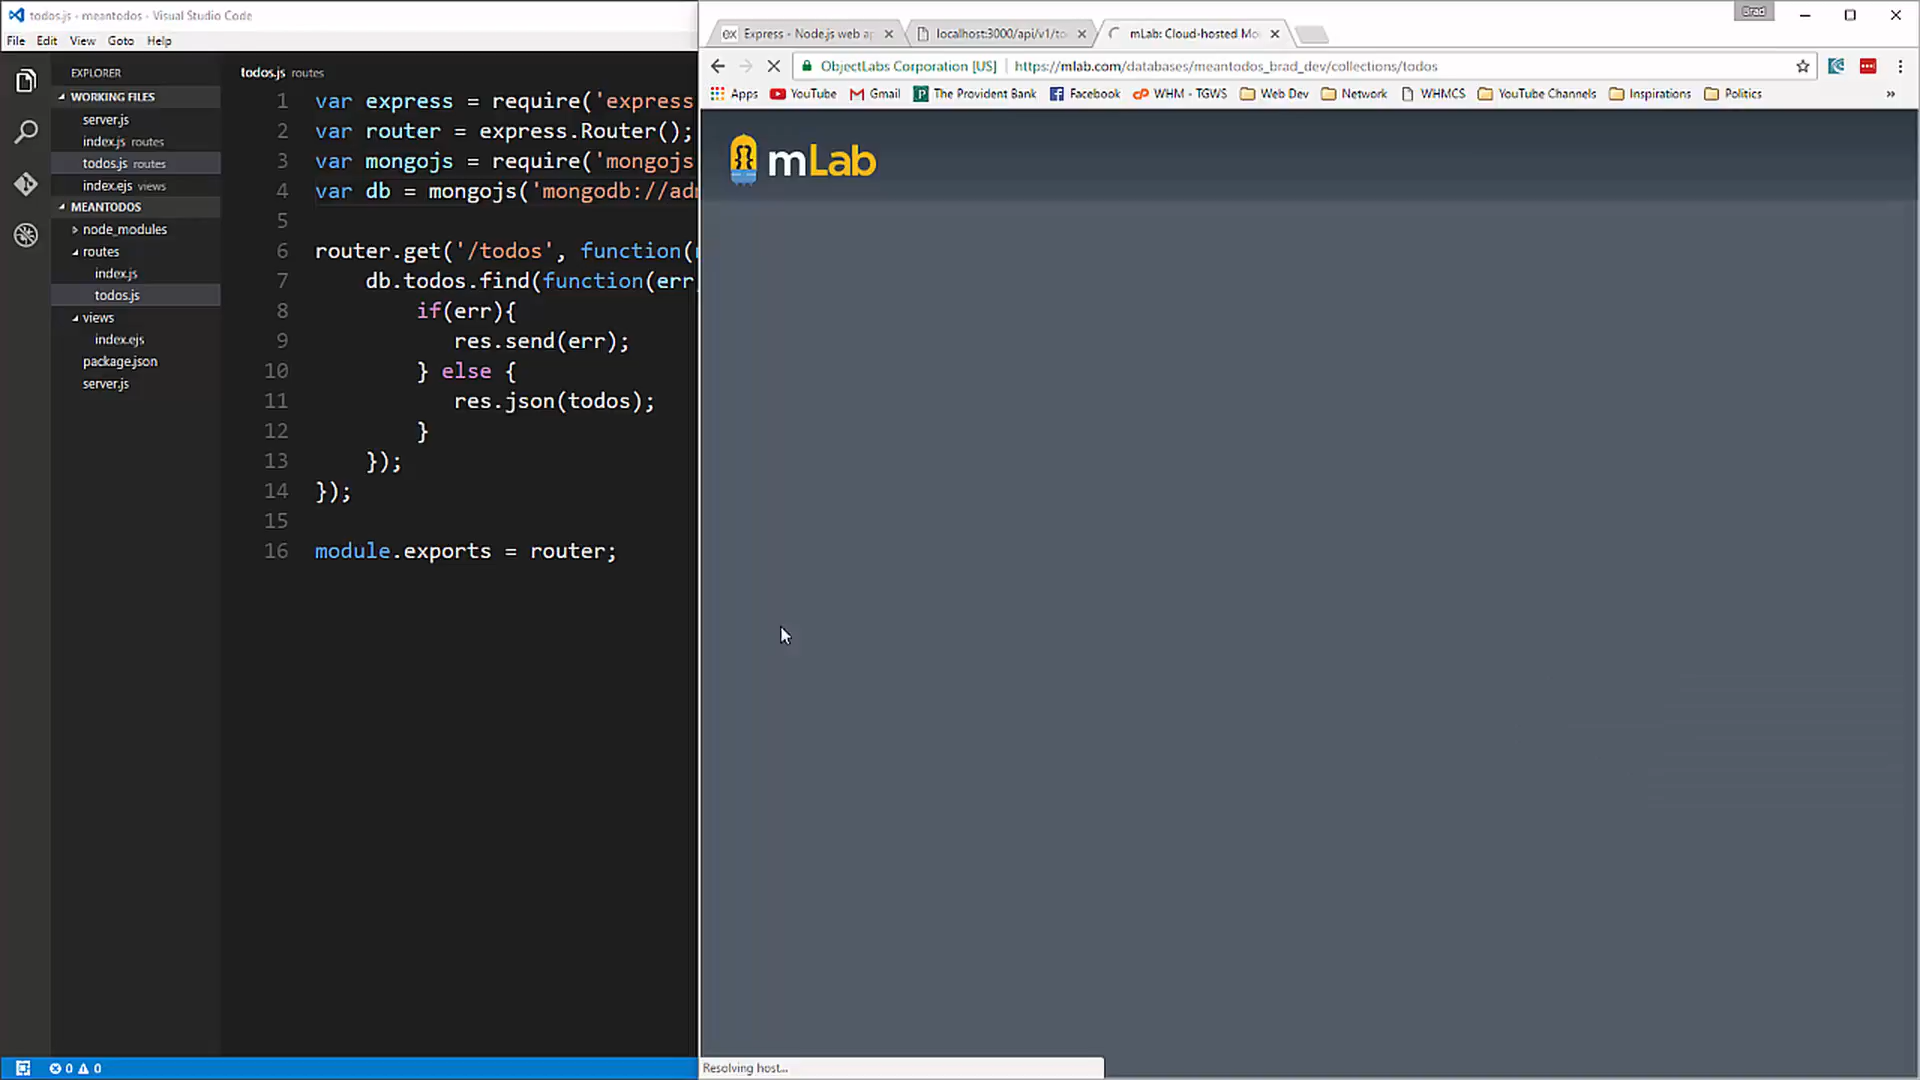 todos.js - meantodos - Visual Studio Code
File Edit View Goto Help
EXPLORER
WORKING FILES
server.js
index.js routes
todos.js routes
index.ejs views
MEANTODOS
node_modules
routes
index.js
todos.js
views
index.ejs
package.json
server.js
todos.js routes
1 var express = require('express
2 var router = express.Router();
3 var mongojs = require('mongojs
4 var db = mongojs('mongodb://adm
5
6 router.get('/todos', function(
7 db.todos.find(function(err,
8 if(err){
9 res.send(err);
10 } else {
11 res.json(todos);
12 }
13 });
14 });
15
16 module.exports = router;
0 0
Brad
Express - Node.js web ap
localhost:3000/api/v1/to
mLab: Cloud-hosted Mo
ObjectLabs Corporation [US] https://mlab.com/databases/meantodos_brad_dev/collections/todos
Apps YouTube Gmail The Provident Bank Facebook WHM - TGWS Web Dev Network WHMCS YouTube Channels Inspirations Politics »
mLab
Resolving host...